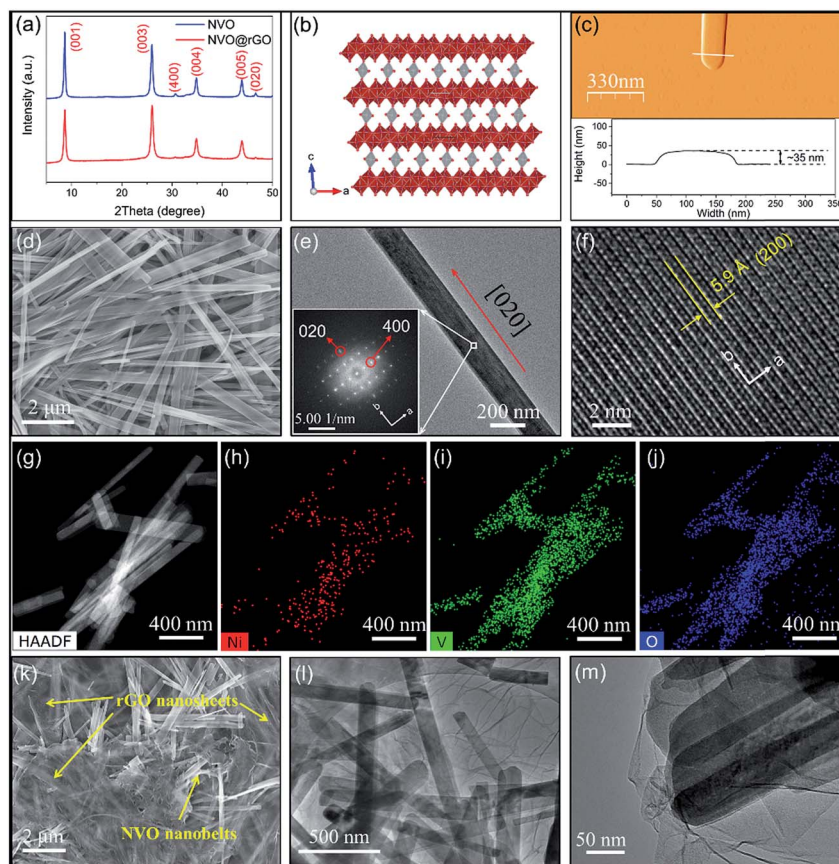 (a)
NVO
NVO@rGO
(001)
(003)
(400)
(004)
(005)
(020)
Intensity (a.u.)
5 10 20 30 40 50
2Theta (degree)
(b)
c
a
(c)
330nm
Height (nm)
100
50
0
-50
~35 nm
0 50 100 150 200 250 300 350
Width (nm)
(d)
2 μm
(e)
[020]
020
400
5.00 1/nm
b
a
200 nm
(f)
5.9 Å (200)
b
a
2 nm
(g)
HAADF
400 nm
(h)
Ni
400 nm
(i)
V
400 nm
(j)
O
400 nm
(k)
rGO nanosheets
NVO nanobelts
2 μm
(l)
500 nm
(m)
50 nm